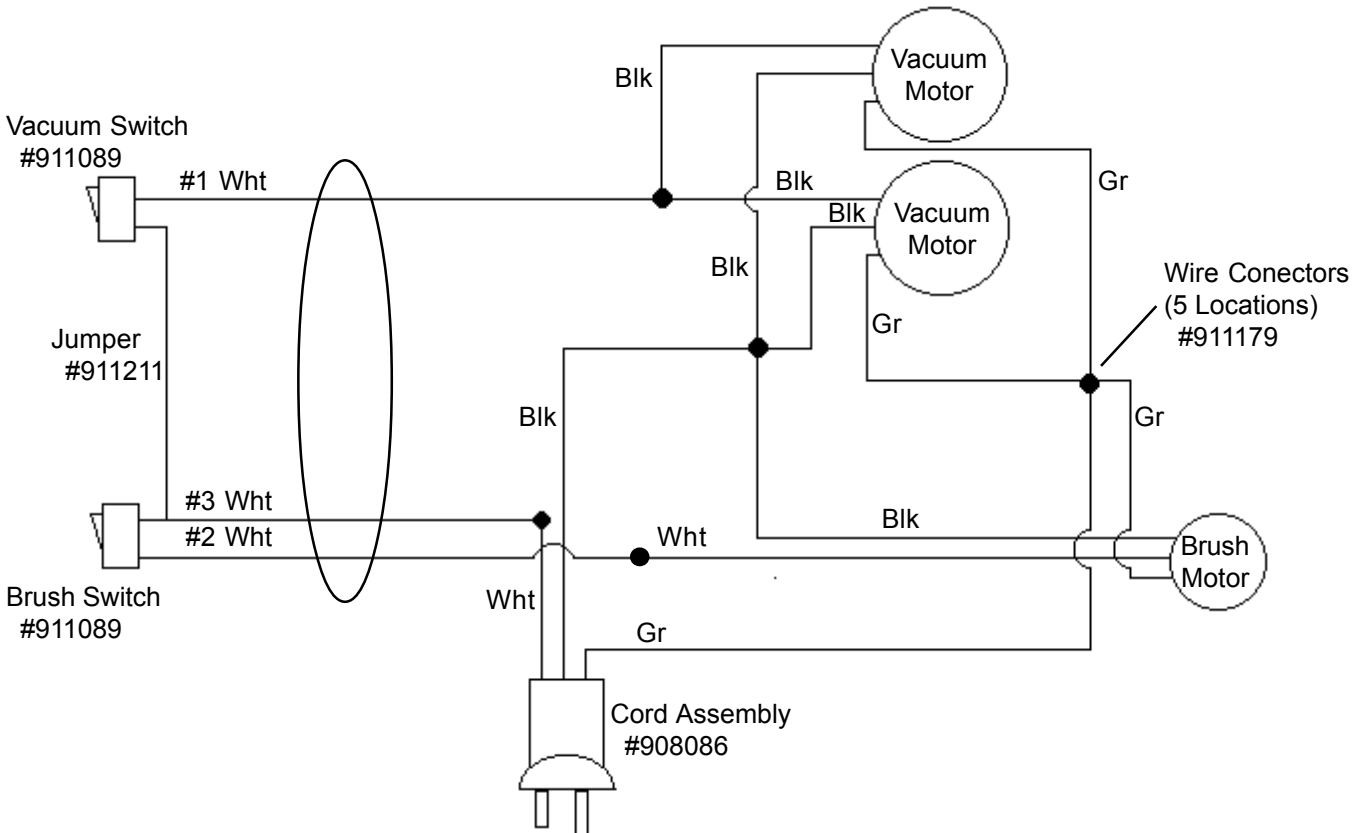 Vacuum
Motor
Blk
Vacuum Switch
#911089
#1 Wht
Blk
Gr
Blk
Vacuum
Motor
Blk
Wire Conectors
(5 Locations)
#911179
Gr
Jumper
#911211
Blk
Gr
#3 Wht
#2 Wht
Blk
Wht
Brush
Motor
Brush Switch
#911089
Wht
Gr
Cord Assembly
#908086